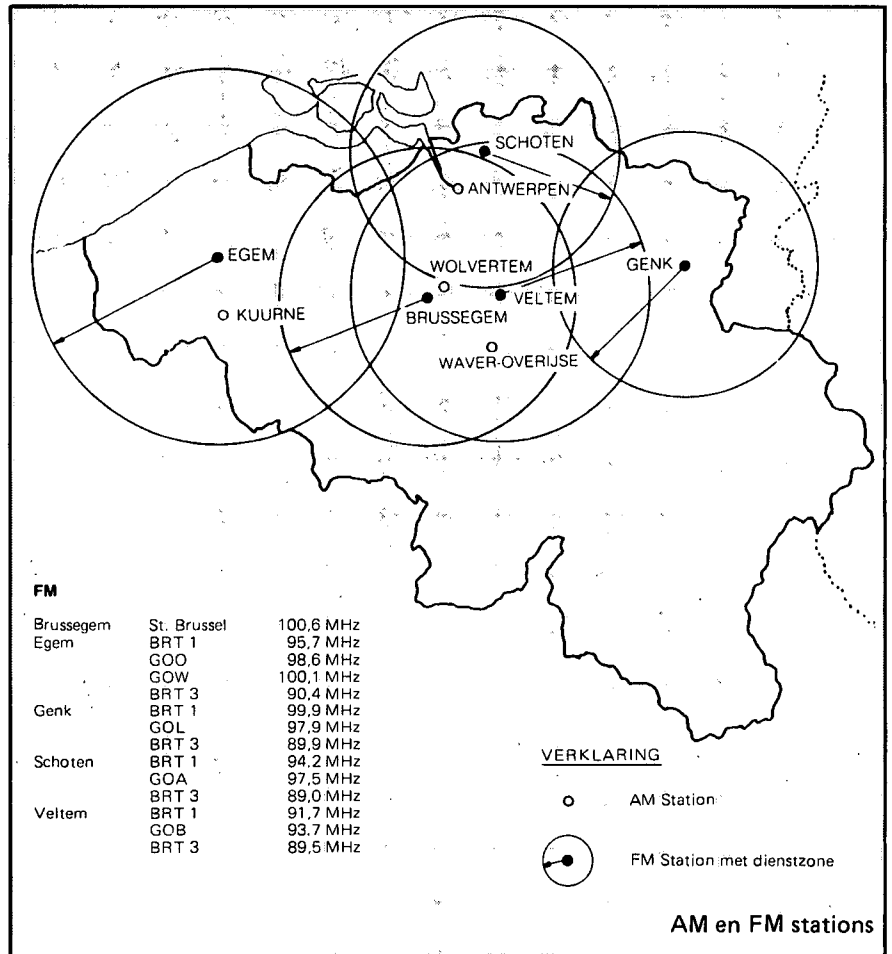 SCHOTEN
ANTWERPEN
EGEM
WOLVERTEM
GENK
KUURNE
BRUSSEGEM
VELTEM
WAVER-OVERIJSE
FM
Brussegem St. Brussel 100,6 MHz
Egem BRT 1 95,7 MHz
GOO 98,6 MHz
GOW 100,1 MHz
BRT 3 90,4 MHz
Genk BRT 1 99,9 MHz
GOL 97,9 MHz
BRT 3 89,9 MHz
Schoten BRT 1 94,2 MHz
GOA 97,5 MHz
BRT 3 89,0 MHz
Veltem BRT 1 91,7 MHz
GOB 93,7 MHz
BRT 3 89,5 MHz
VERKLARING
AM Station
FM Station met dienstzone
AM en FM stations